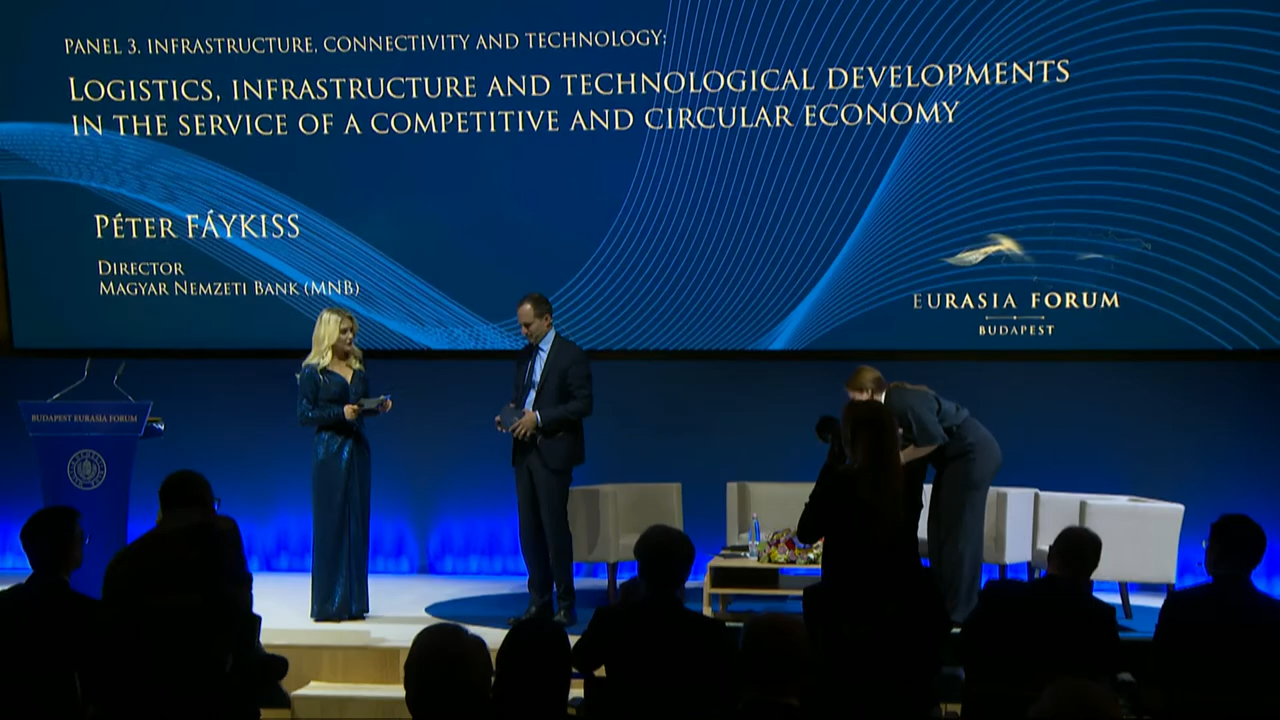 PANEL 3. INFRASTRUCTURE, CONNECTIVITY AND TECHNOLOGY:
LOGISTICS, INFRASTRUCTURE AND TECHNOLOGICAL DEVELOPMENTS
IN THE SERVICE OF A COMPETITIVE AND CIRCULAR ECONOMY
PÉTER FÁYKISS
DIRECTOR
MAGYAR NEMZETI BANK (MNB)
EURASIA FORUM
BUDAPEST
BUDAPEST EURASIA FORUM